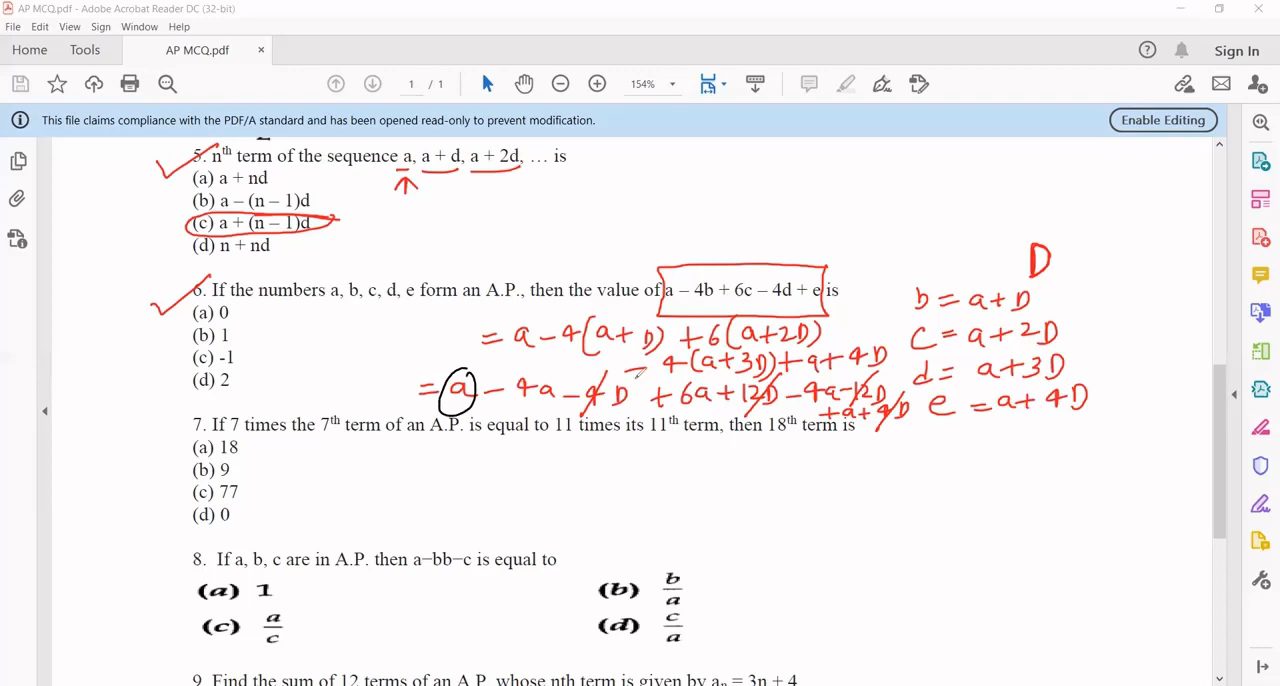 AP MCQ.pdf - Adobe Acrobat Reader DC (32-bit)
File Edit View Sign Window Help
Home Tools AP MCQ.pdf × Sign In
1 / 1 154%
This file claims compliance with the PDF/A standard and has been opened read-only to prevent modification. Enable Editing
5. nth term of the sequence a, a + d, a + 2d, … is
(a) a + nd
(b) a – (n – 1)d
(c) a + (n – 1)d
(d) n + nd
D
6. If the numbers a, b, c, d, e form an A.P., then the value of a – 4b + 6c – 4d + e is
(a) 0
(b) 1
(c) -1
(d) 2
b = a + D
c = a + 2D
d = a + 3D
e = a + 4D
= a - 4(a+D) + 6(a+2D)
- 4(a+3D) + a + 4D
= a - 4a - 4D + 6a + 12D - 4a - 12D
+ a + 4D
7. If 7 times the 7th term of an A.P. is equal to 11 times its 11th term, then 18th term is
(a) 18
(b) 9
(c) 77
(d) 0
8. If a, b, c are in A.P. then a−bb−c is equal to
(a) 1 (b) b/a
(c) a/c (d) c/a
9. Find the sum of 12 terms of an A.P. whose nth term is given by an = 3n + 4